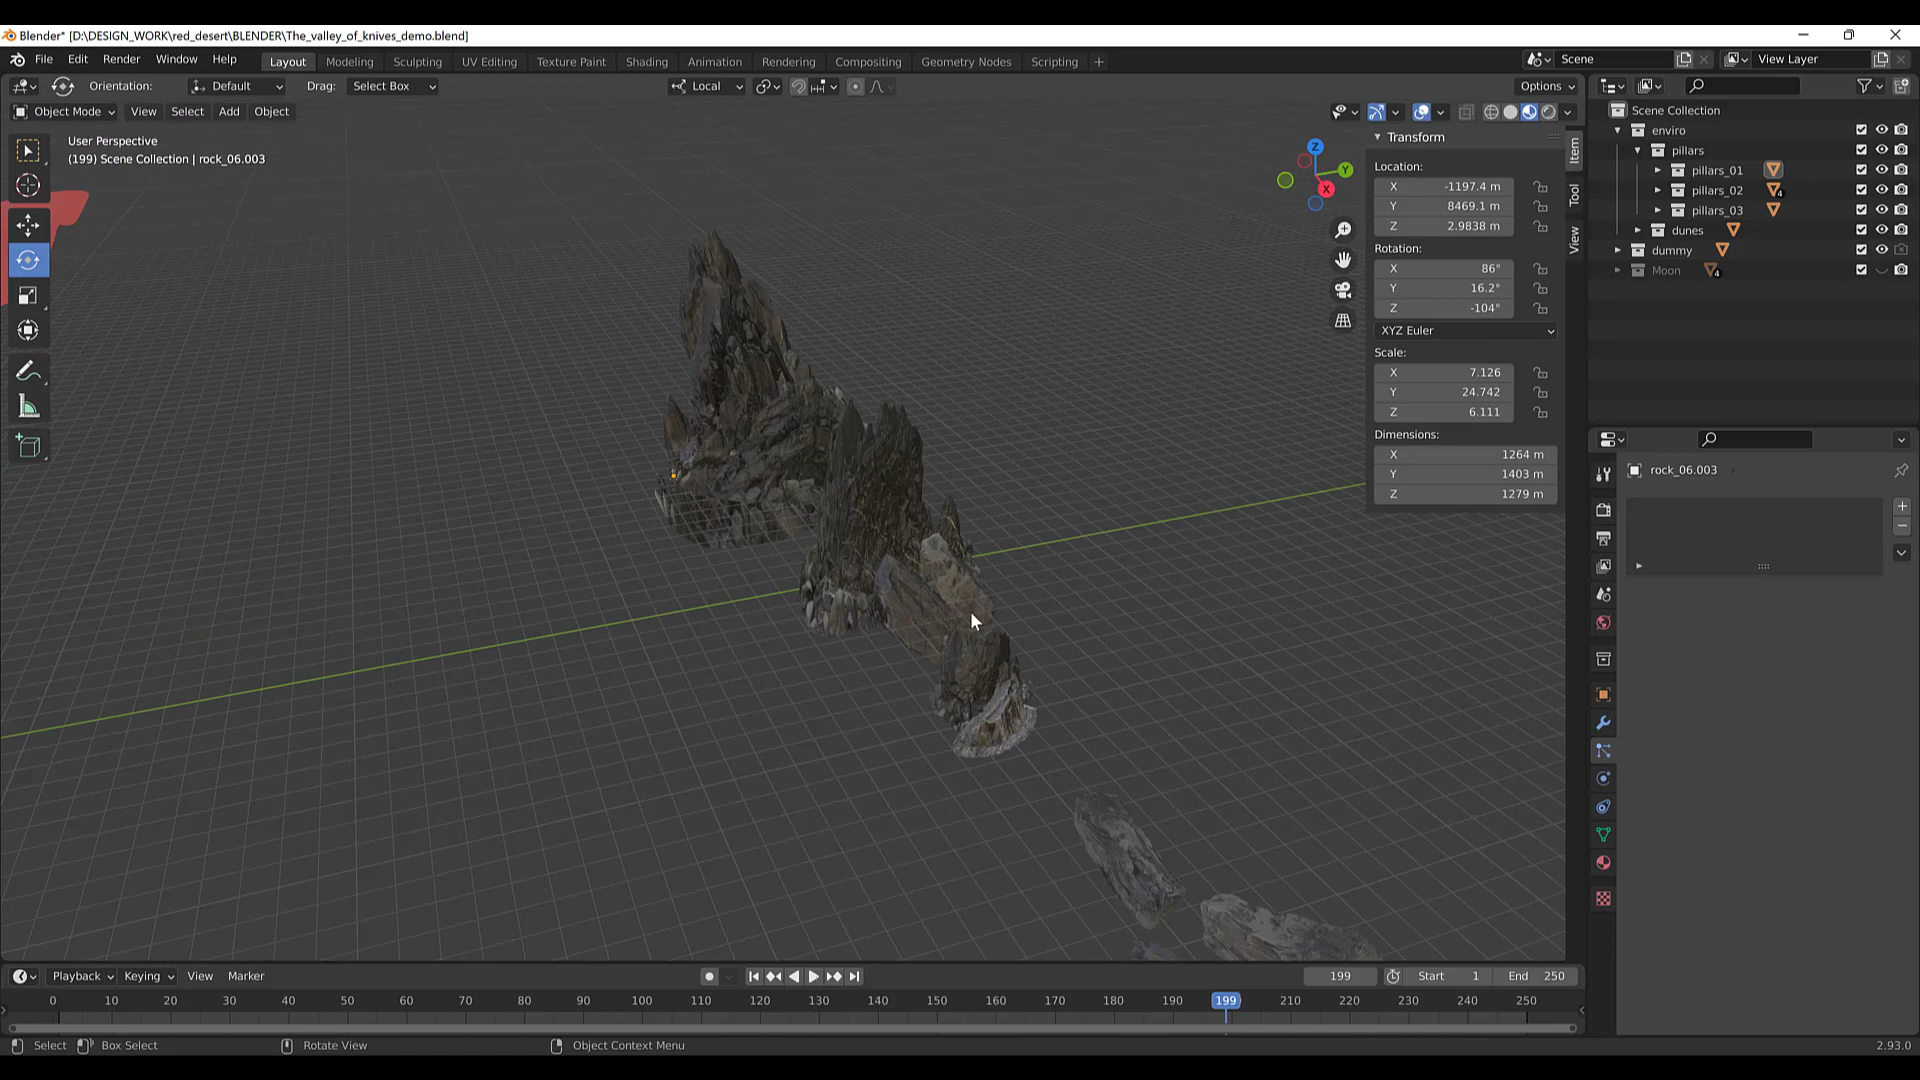 Blender* [D:\DESIGN_WORK\red_desert\BLENDER\The_valley_of_knives_demo.blend]
File Edit Render Window Help Layout Modeling Sculpting UV Editing Texture Paint Shading Animation Rendering Compositing Geometry Nodes Scripting + Scene View Layer
Orientation: Default Drag: Select Box Local Options
Object Mode View Select Add Object
User Perspective
(199) Scene Collection | rock_06.003
Z
Y
X
Transform
Location:
X -1197.4 m
Y 8469.1 m
Z 2.9838 m
Rotation:
X 86°
Y 16.2°
Z -104°
XYZ Euler
Scale:
X 7.126
Y 24.742
Z 6.111
Dimensions:
X 1264 m
Y 1403 m
Z 1279 m
Item
Tool
View
Scene Collection
enviro
pillars
pillars_01
pillars_02 4
pillars_03
dunes
dummy
Moon 4
rock_06.003
Playback Keying View Marker 199 Start 1 End 250
0 10 20 30 40 50 60 70 80 90 100 110 120 130 140 150 160 170 180 190 199 210 220 230 240 250
Select Box Select Rotate View Object Context Menu 2.93.0